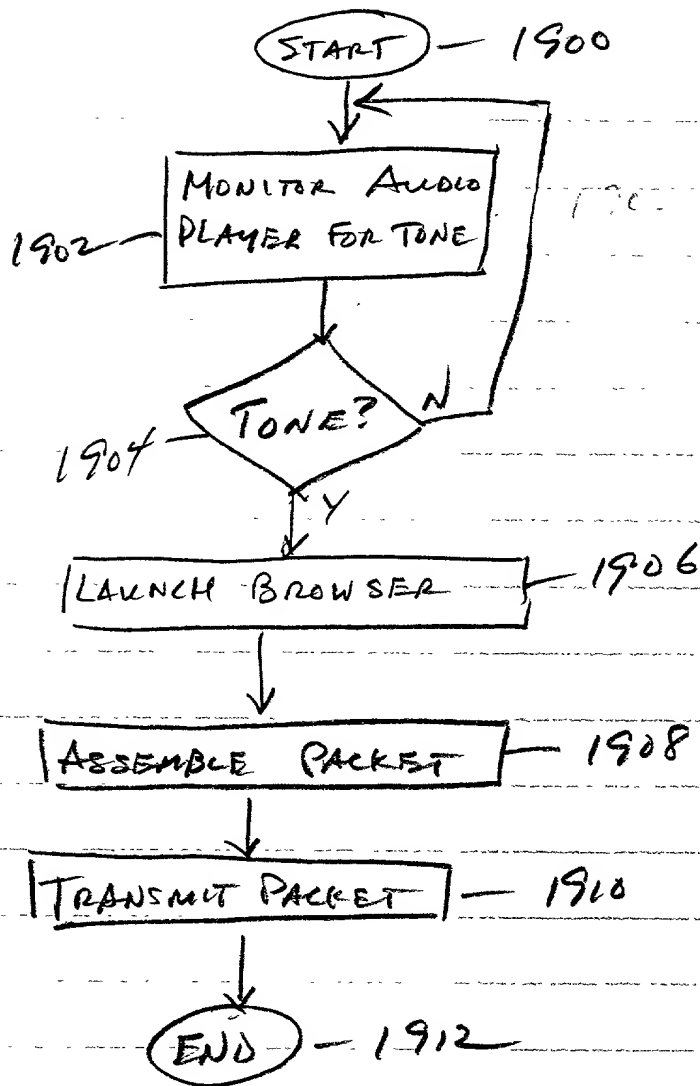 START
1900
MONITOR AUDIO
PLAYER FOR TONE
1902
TONE?
N
1904
Y
LAUNCH BROWSER
1906
ASSEMBLE PACKET
1908
TRANSMIT PACKET
1910
END
1912